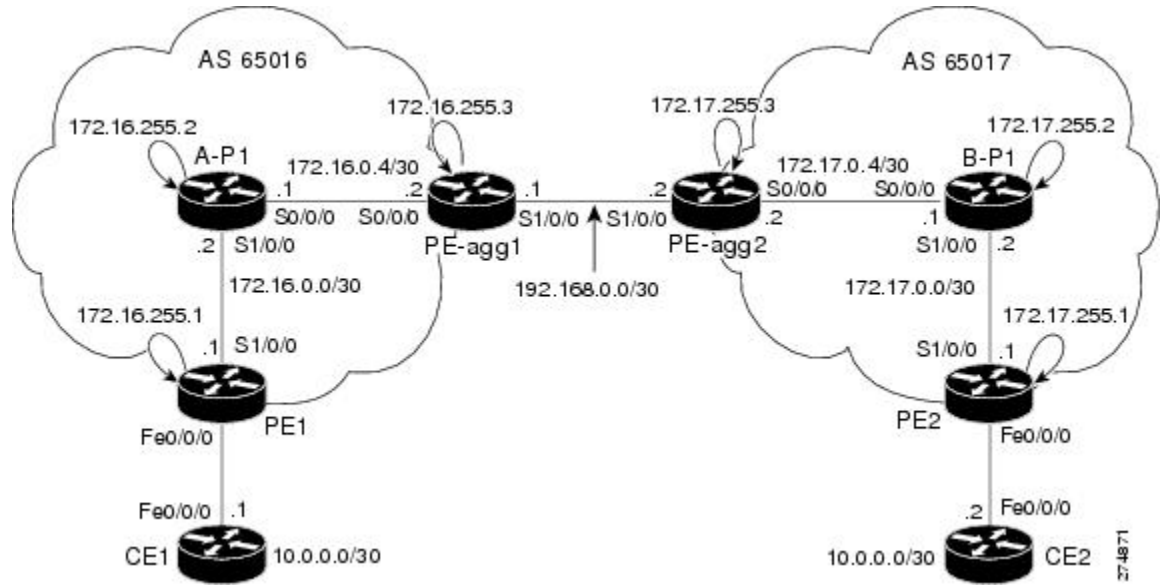 AS 65016
AS 65017
172.16.255.3
172.17.255.3
172.16.255.2
172.17.255.2
A-P1
172.16.0.4/30
172.17.0.4/30
B-P1
.1
.2
.1
.2
S0/0/0
S0/0/0
S0/0/0
S0/0/0
S1/0/0
S1/0/0
.2
.1
PE-agg1
PE-agg2
.2
S1/0/0
S1/0/0
.2
172.16.0.0/30
192.168.0.0/30
172.17.0.0/30
172.16.255.1
172.17.255.1
.1
S1/0/0
S1/0/0
.1
PE1
PE2
Fe0/0/0
Fe0/0/0
Fe0/0/0
.1
.2
Fe0/0/0
CE1
10.0.0.0/30
10.0.0.0/30
CE2
274871